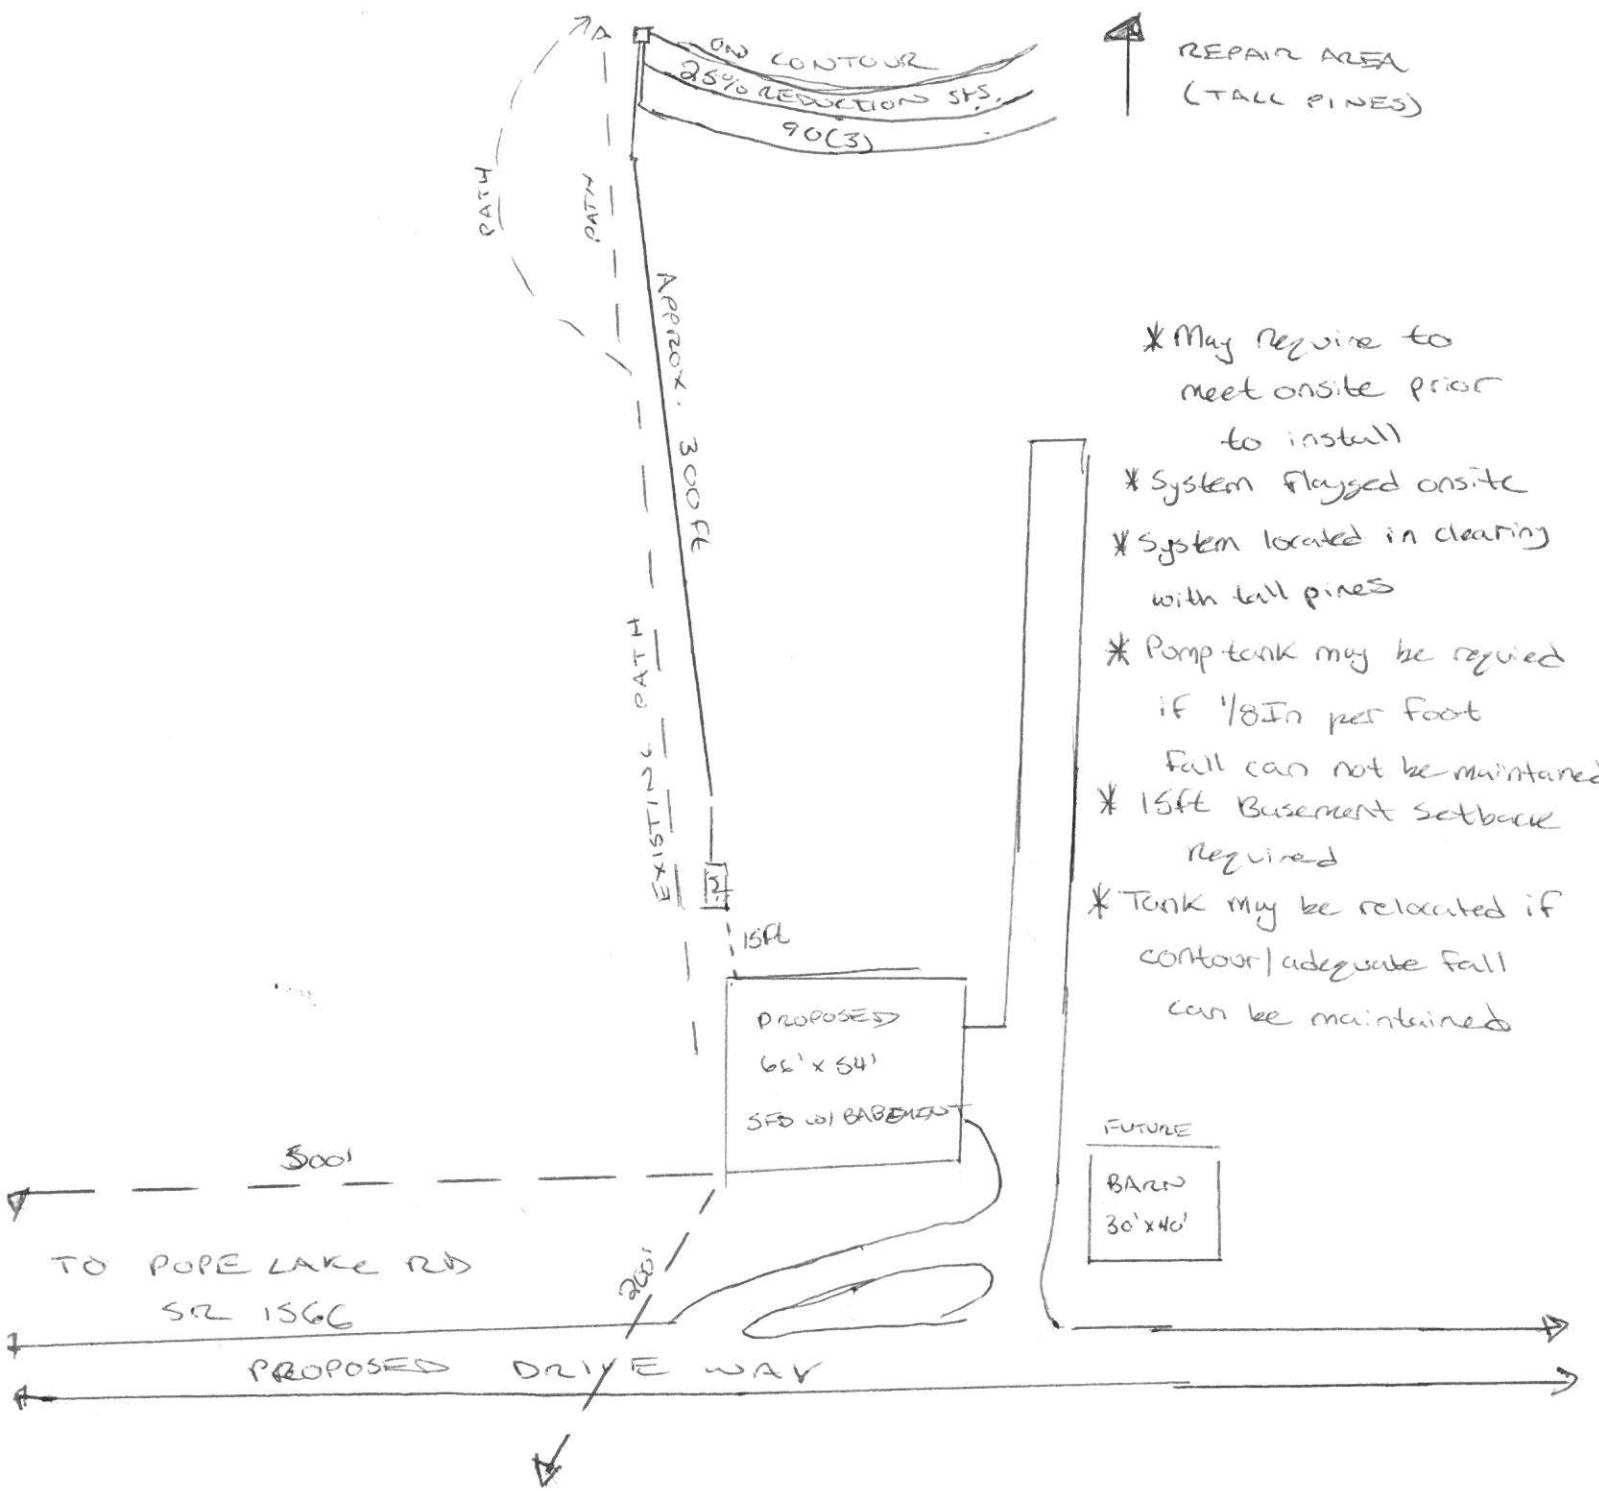 ON CONTOUR
25% REDUCTION SYS.
90(3)
REPAIR AREA
(TALL PINES)
PATH
PATH
APPROX. 300ft
EXISTING PATH
* May Require to
meet onsite prior
to install
* System flagged onsite
* System located in clearing
with tall pines
* Pump tank may be requied
if 1/8In per foot
fall can not be maintained
* 15ft Basement setback
Required
* Tank may be relocated if
contour/adequate fall
can be maintained
15ft
PROPOSED
66' x 54'
SFD W/ BASEMENT
FUTURE
BARN
30'x40'
500'
TO POPE LAKE RD
SR 1566
200'
PROPOSED DRIVE WAY